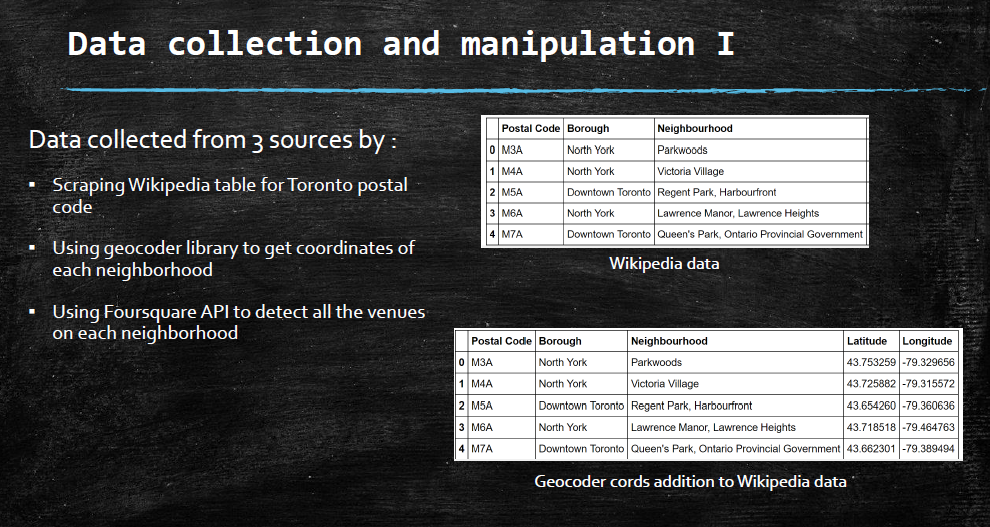 Data collection and manipulation I
Data collected from 3 sources by :
▪ Scraping Wikipedia table for Toronto postal
code
▪ Using geocoder library to get coordinates of
each neighborhood
▪ Using Foursquare API to detect all the venues
on each neighborhood
Postal Code Borough Neighbourhood
0 M3A North York Parkwoods
1 M4A North York Victoria Village
2 M5A Downtown Toronto Regent Park, Harbourfront
3 M6A North York Lawrence Manor, Lawrence Heights
4 M7A Downtown Toronto Queen's Park, Ontario Provincial Government
Wikipedia data
Postal Code Borough Neighbourhood Latitude Longitude
0 M3A North York Parkwoods 43.753259 -79.329656
1 M4A North York Victoria Village 43.725882 -79.315572
2 M5A Downtown Toronto Regent Park, Harbourfront 43.654260 -79.360636
3 M6A North York Lawrence Manor, Lawrence Heights 43.718518 -79.464763
4 M7A Downtown Toronto Queen's Park, Ontario Provincial Government 43.662301 -79.389494
Geocoder cords addition to Wikipedia data